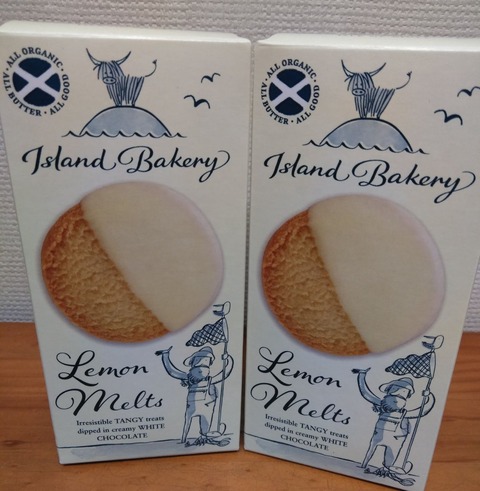 ALL ORGANIC · ALL GOOD · ALL BUTTER ·
Island Bakery
Lemon
Melts
Irresistible TANGY treats
dipped in creamy WHITE
CHOCOLATE
ALL ORGANIC · ALL GOOD · ALL BUTTER ·
Island Bakery
Lemon
Melts
Irresistible TANGY treats
dipped in creamy WHITE
CHOCOLATE